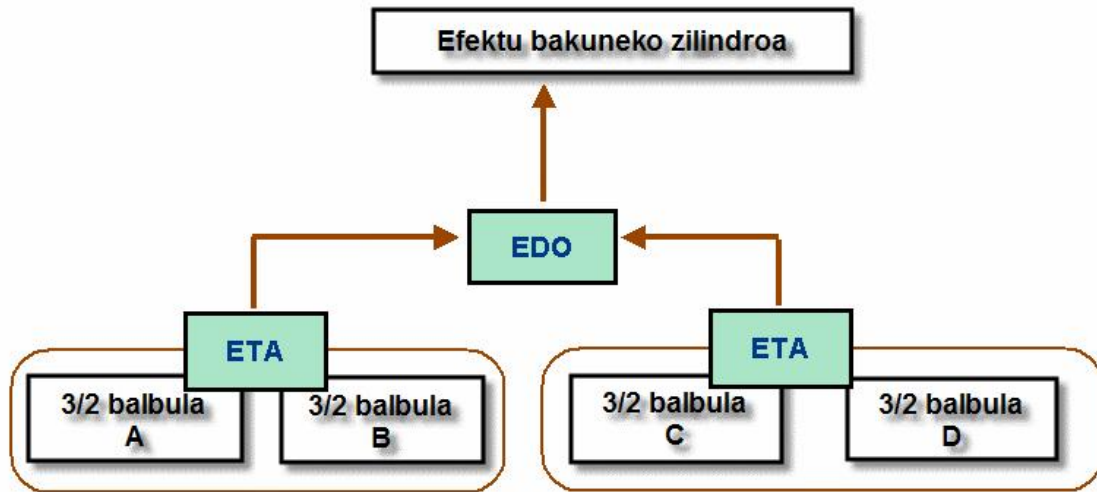 Efektu bakuneko zilindroa
EDO
ETA
ETA
3/2 balbula
A
3/2 balbula
B
3/2 balbula
C
3/2 balbula
D